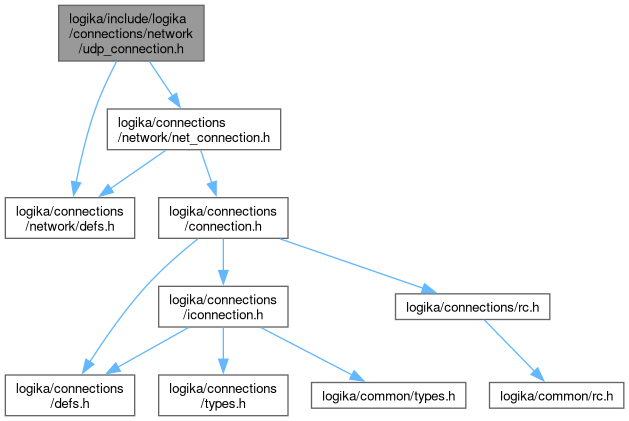 logika/include/logika
/connections/network
/udp_connection.h
logika/connections
/network/net_connection.h
logika/connections
/network/defs.h
logika/connections
/connection.h
logika/connections
/iconnection.h
logika/connections/rc.h
logika/connections
/defs.h
logika/connections
/types.h
logika/common/types.h
logika/common/rc.h